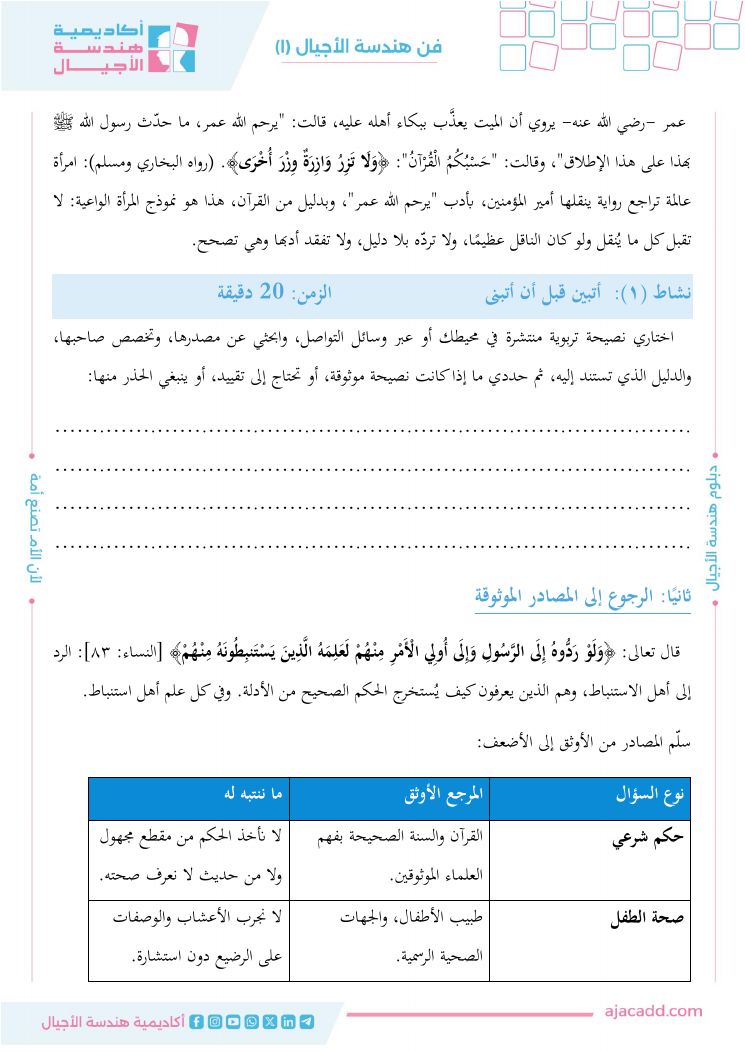 أكاديمية
هندسة
الأجيال
فن هندسة الأجيال (١)
عمر –رضي الله عنه– يروي أن الميت يعذَّب ببكاء أهله عليه، قالت: "يرحم الله عمر، ما حدّث رسول الله ﷺ
بهذا على هذا الإطلاق"، وقالت: "حَسْبُكُمُ الْقُرْآنُ": ﴿وَلَا تَزِرُ وَازِرَةٌ وِزْرَ أُخْرَى﴾. (رواه البخاري ومسلم): امرأة
عالمة تراجع رواية ينقلها أمير المؤمنين، بأدب "يرحم الله عمر"، وبدليل من القرآن، هذا هو نموذج المرأة الواعية: لا
تقبل كل ما يُنقل ولو كان الناقل عظيمًا، ولا تردّه بلا دليل، ولا تفقد أدبها وهي تصحح.
نشاط (١): أتبين قبل أن أتبنى الزمن: 20 دقيقة
اختاري نصيحة تربوية منتشرة في محيطك أو عبر وسائل التواصل، وابحثي عن مصدرها، وتخصص صاحبها،
والدليل الذي تستند إليه، ثم حددي ما إذا كانت نصيحة موثوقة، أو تحتاج إلى تقييد، أو ينبغي الحذر منها:
ثانيًا: الرجوع إلى المصادر الموثوقة
قال تعالى: ﴿وَلَوْ رَدُّوهُ إِلَى الرَّسُولِ وَإِلَى أُولِي الْأَمْرِ مِنْهُمْ لَعَلِمَهُ الَّذِينَ يَسْتَنبِطُونَهُ مِنْهُمْ﴾ [النساء: ٨٣]: الرد
إلى أهل الاستنباط، وهم الذين يعرفون كيف يُستخرج الحكم الصحيح من الأدلة. وفي كل علم أهل استنباط.
سلّم المصادر من الأوثق إلى الأضعف:
نوع السؤال المرجع الأوثق ما ننتبه له
حكم شرعي القرآن والسنة الصحيحة بفهم لا نأخذ الحكم من مقطع مجهول
العلماء الموثوقين. ولا من حديث لا نعرف صحته.
صحة الطفل طبيب الأطفال، والجهات لا نجرب الأعشاب والوصفات
الصحية الرسمية. على الرضيع دون استشارة.
دبلوم هندسة الأجيال
لأن الأم تصنع أمة
أكاديمية هندسة الأجيال
ajacadd.com